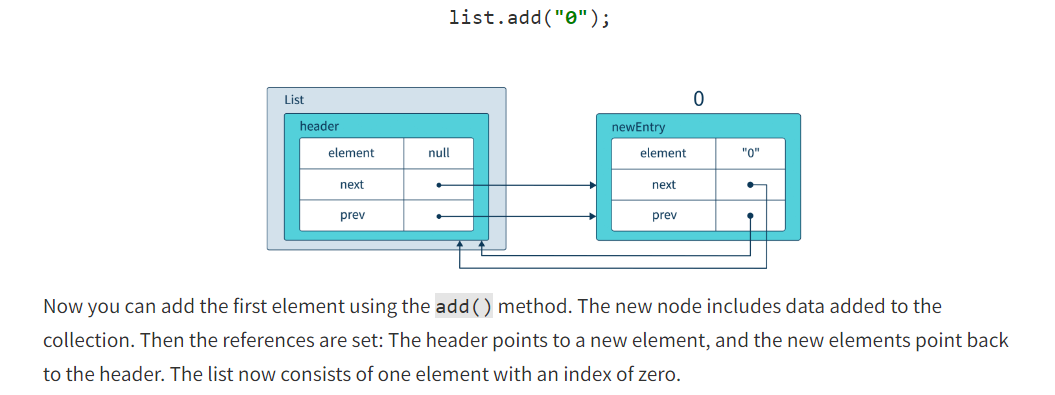 list.add("0");
0
List
header
newEntry
element null
element "0"
next
next
prev
prev
Now you can add the first element using the add() method. The new node includes data added to the
collection. Then the references are set: The header points to a new element, and the new elements point back
to the header. The list now consists of one element with an index of zero.